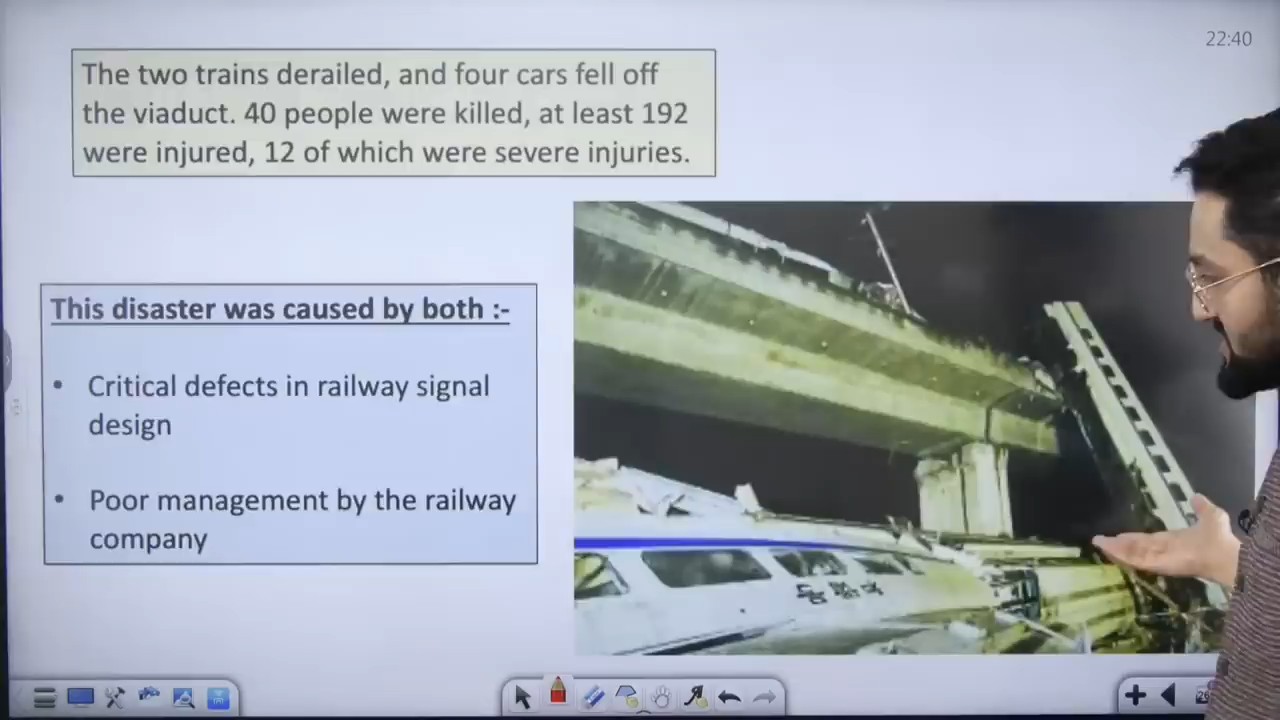 22:40
The two trains derailed, and four cars fell off
the viaduct. 40 people were killed, at least 192
were injured, 12 of which were severe injuries.
This disaster was caused by both :-
• Critical defects in railway signal
design
• Poor management by the railway
company